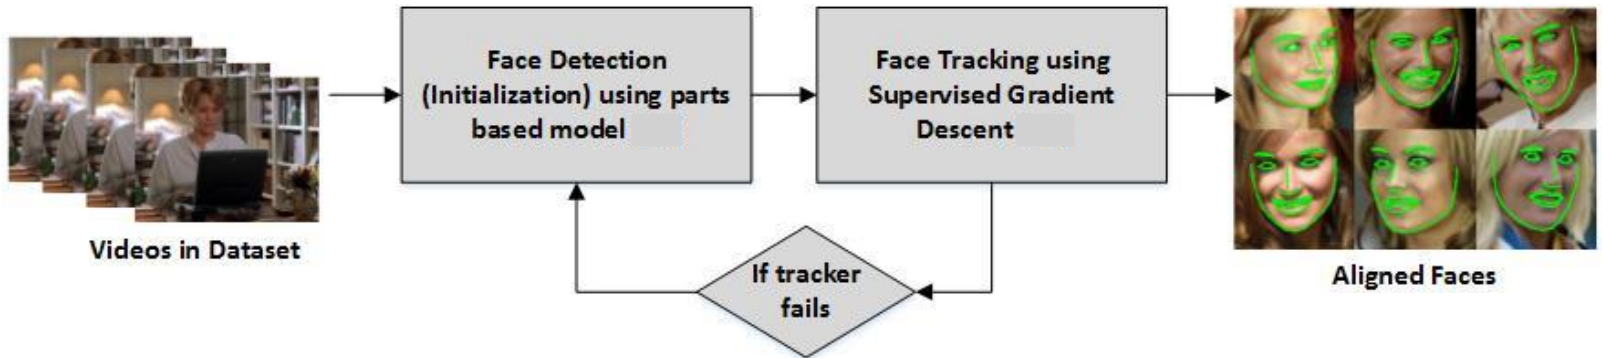 Face Detection
(Initialization) using parts
based model
Face Tracking using
Supervised Gradient
Descent
If tracker
fails
Videos in Dataset
Aligned Faces